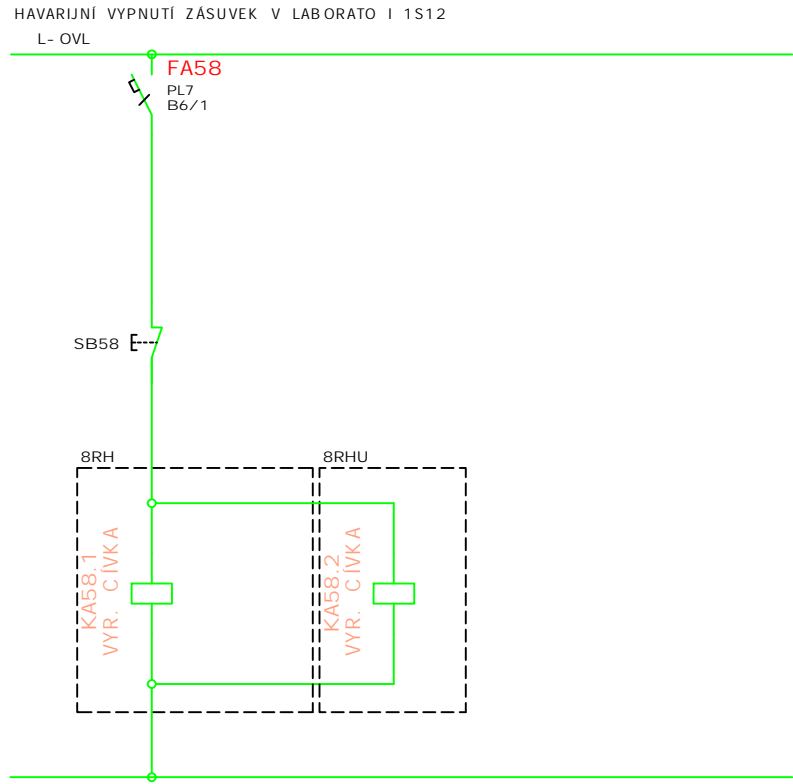 HAVARIJNÍ VYPNUTÍ ZÁSUVEK V LABORATO I 1S12
L-OVL
FA58
PL7
B6/1
SB58
8RH
8RHU
KA58.1
VYR. CÍVKA
KA58.2
VYR. CÍVKA